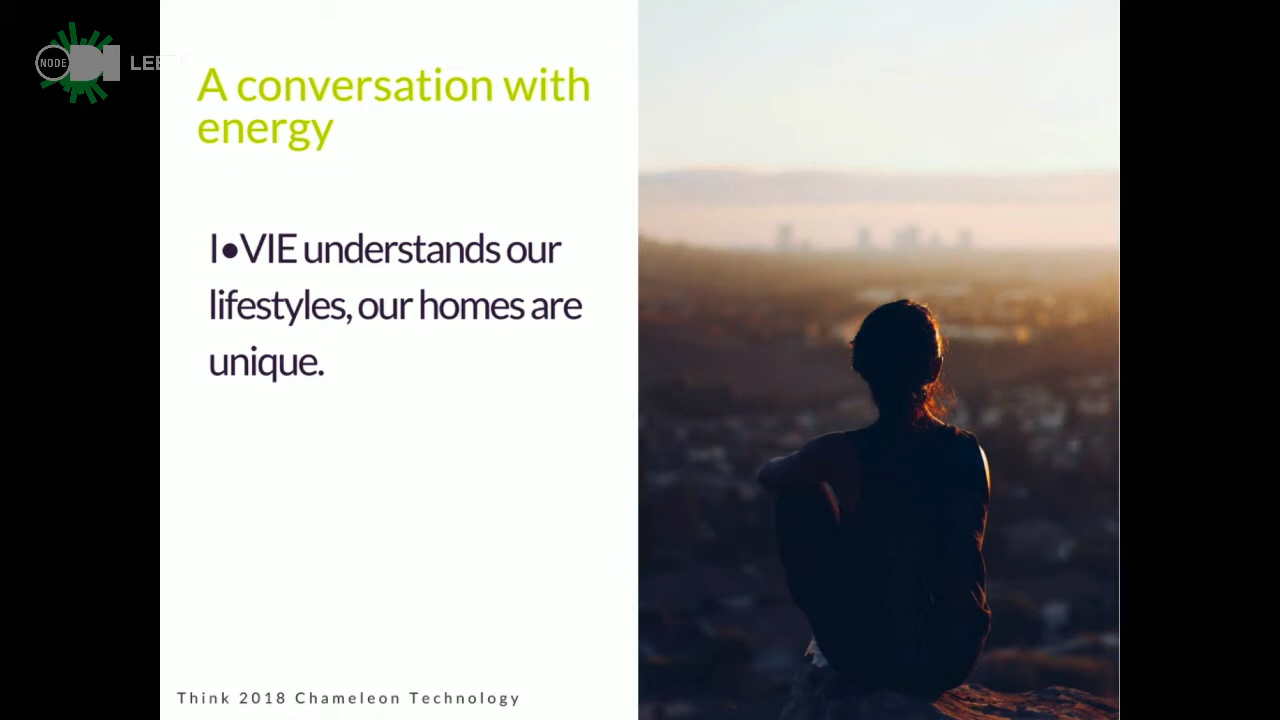 NODE
A conversation with
energy
I•VIE understands our
lifestyles, our homes are
unique.
Think 2018 Chameleon Technology